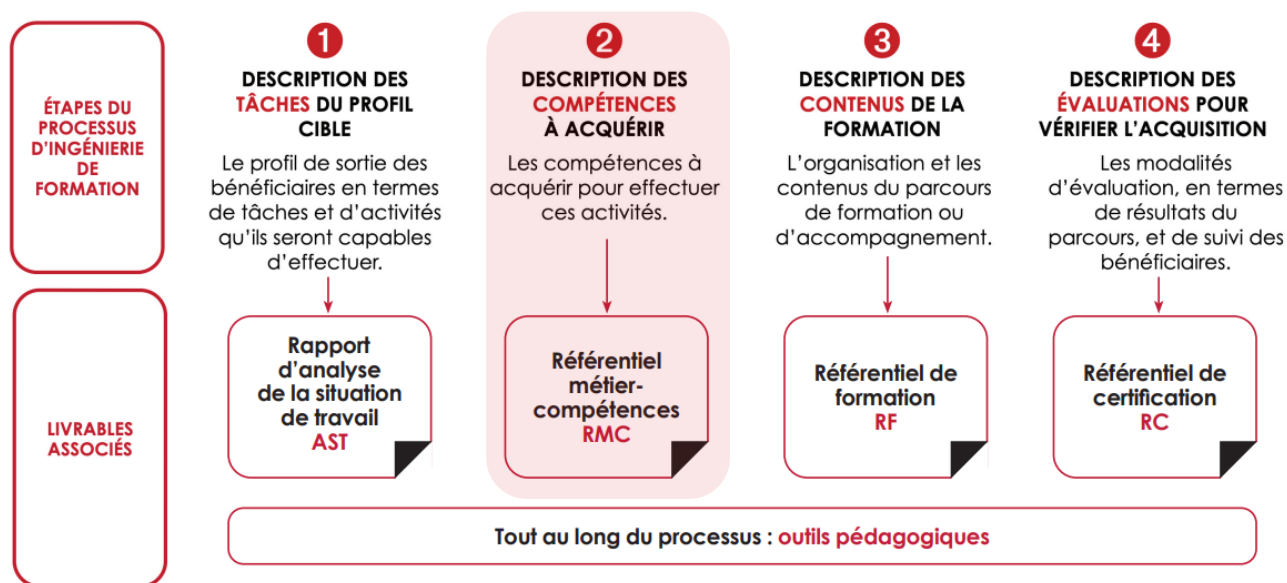 ÉTAPES DU
PROCESSUS
D'INGÉNIERIE
DE
FORMATION
1
DESCRIPTION DES
TÂCHES DU PROFIL
CIBLE
Le profil de sortie des
bénéficiaires en termes
de tâches et d'activités
qu'ils seront capables
d'effectuer.
2
DESCRIPTION DES
COMPÉTENCES
À ACQUÉRIR
Les compétences à
acquérir pour effectuer
ces activités.
3
DESCRIPTION DES
CONTENUS DE LA
FORMATION
L'organisation et les
contenus du parcours
de formation ou
d'accompagnement.
4
DESCRIPTION DES
ÉVALUATIONS POUR
VÉRIFIER L'ACQUISITION
Les modalités
d'évaluation, en termes
de résultats du
parcours, et de suivi des
bénéficiaires.
LIVRABLES
ASSOCIÉS
Rapport
d'analyse
de la situation
de travail
AST
Référentiel
métier-
compétences
RMC
Référentiel de
formation
RF
Référentiel de
certification
RC
Tout au long du processus : outils pédagogiques